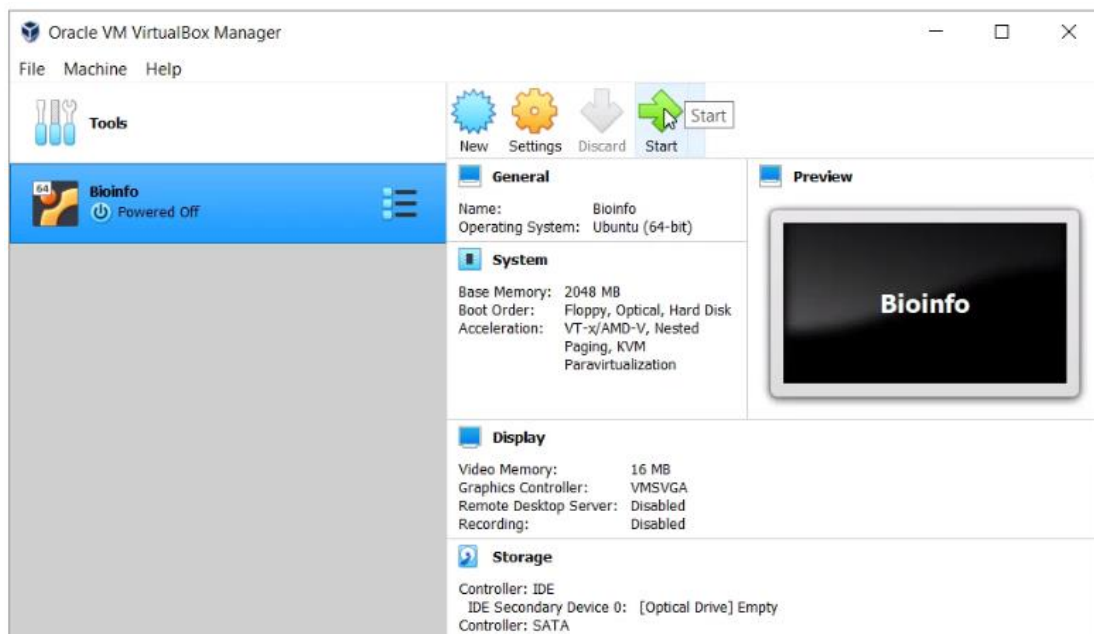 Oracle VM VirtualBox Manager
File Machine Help
Tools
New Settings Discard Start
Start
64
Bioinfo
Powered Off
General
Name: Bioinfo
Operating System: Ubuntu (64-bit)
System
Base Memory: 2048 MB
Boot Order: Floppy, Optical, Hard Disk
Acceleration: VT-x/AMD-V, Nested
Paging, KVM
Paravirtualization
Preview
Bioinfo
Display
Video Memory: 16 MB
Graphics Controller: VMSVGA
Remote Desktop Server: Disabled
Recording: Disabled
Storage
Controller: IDE
IDE Secondary Device 0: [Optical Drive] Empty
Controller: SATA